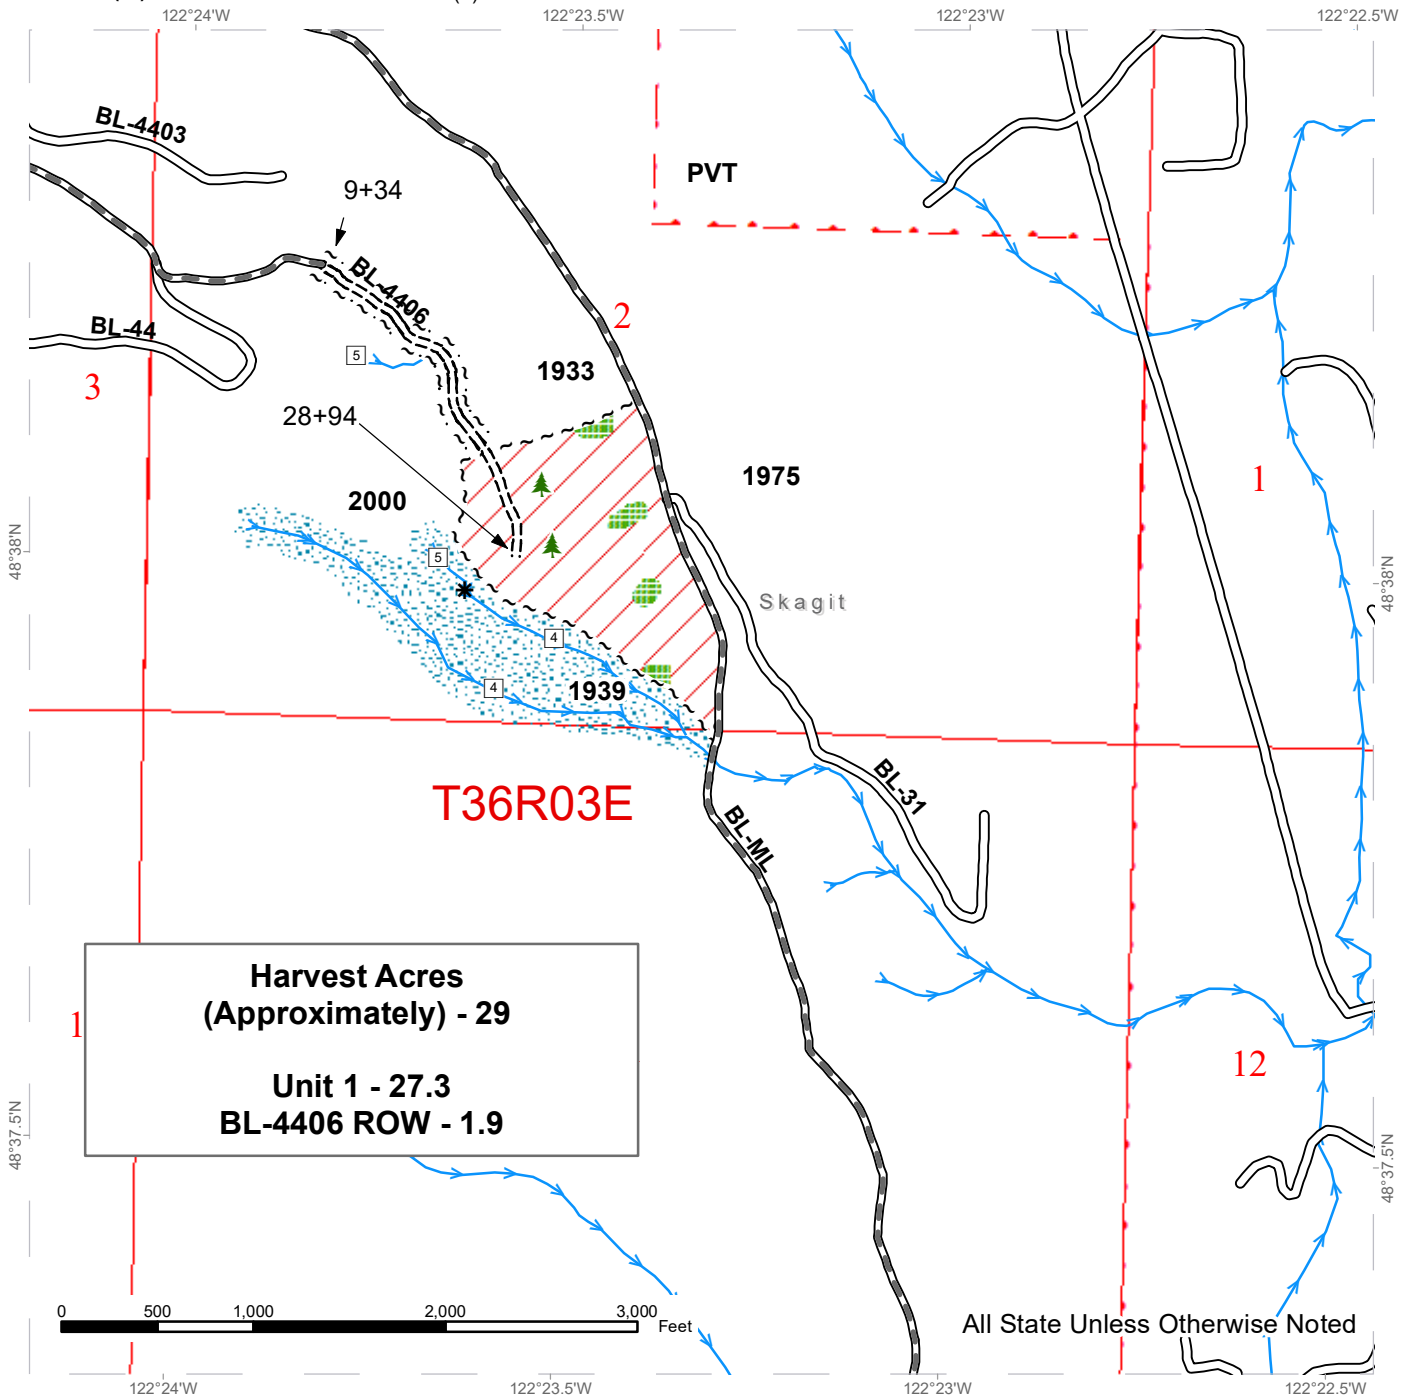 122°24'W
122°23.5'W
122°23'W
122°22.5'W
BL-4403
9+34
PVT
BL-4406
2
BL-44
5
3
1933
28+94
1975
1
2000
48°38'N
48°38'N
5
Skagit
4
4
1939
T36R03E
BL-31
BL-ML
Harvest Acres
(Approximately) - 29
1
12
Unit 1 - 27.3
BL-4406 ROW - 1.9
48°37.5'N
48°37.5'N
0 500 1,000 2,000 3,000
Feet
All State Unless Otherwise Noted
122°24'W
122°23.5'W
122°23'W
122°22.5'W